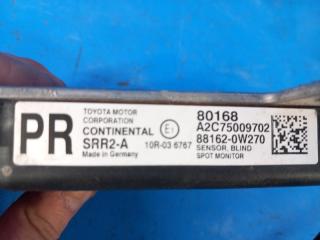 PR
TOYOTA MOTOR
CORPORATION
CONTINENTAL
SRR2-A
Made in Germany
E1
10R-03 6767
80168
A2C75009702
88162-0W270
SENSOR, BLIND
SPOT MONITOR